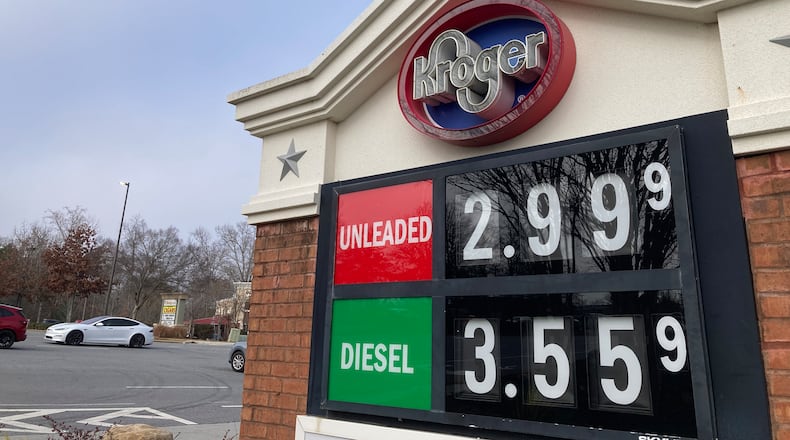 Kroger
UNLEADED 2.99 9
DIESEL 3.55 9